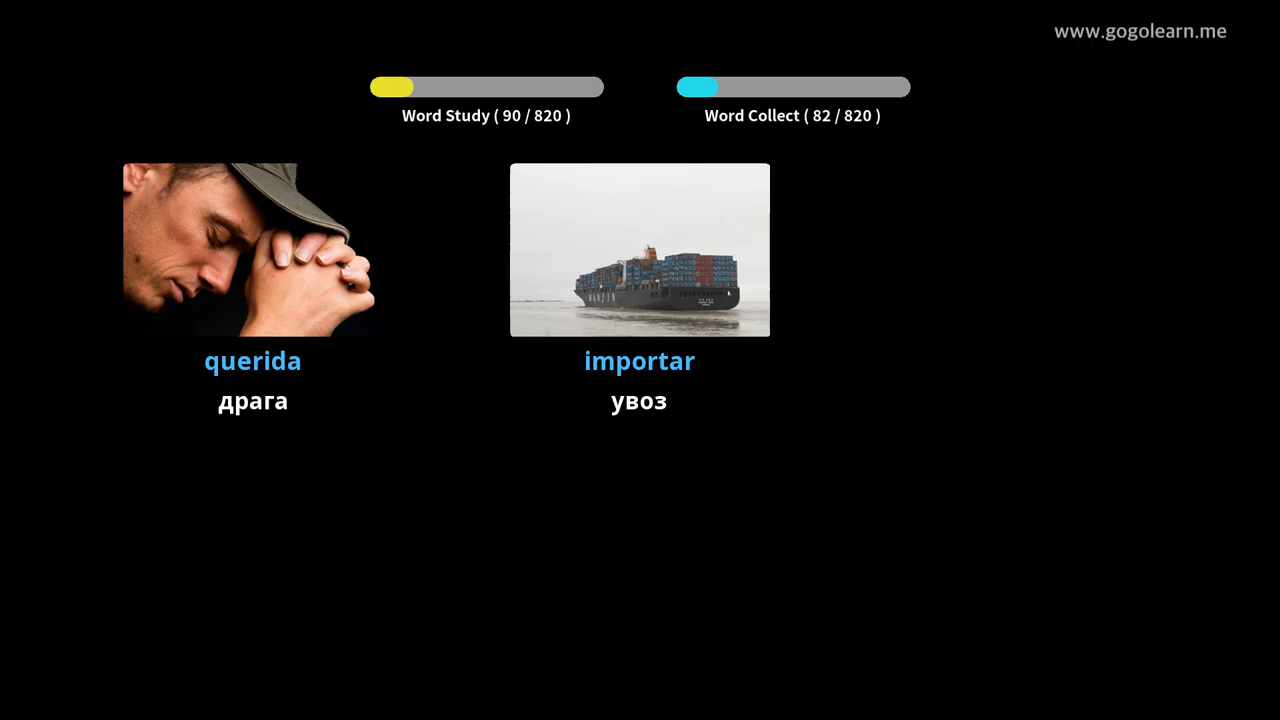 www.gogolearn.me
Word Study ( 90 / 820 )
Word Collect ( 82 / 820 )
querida
importar
драга
увоз